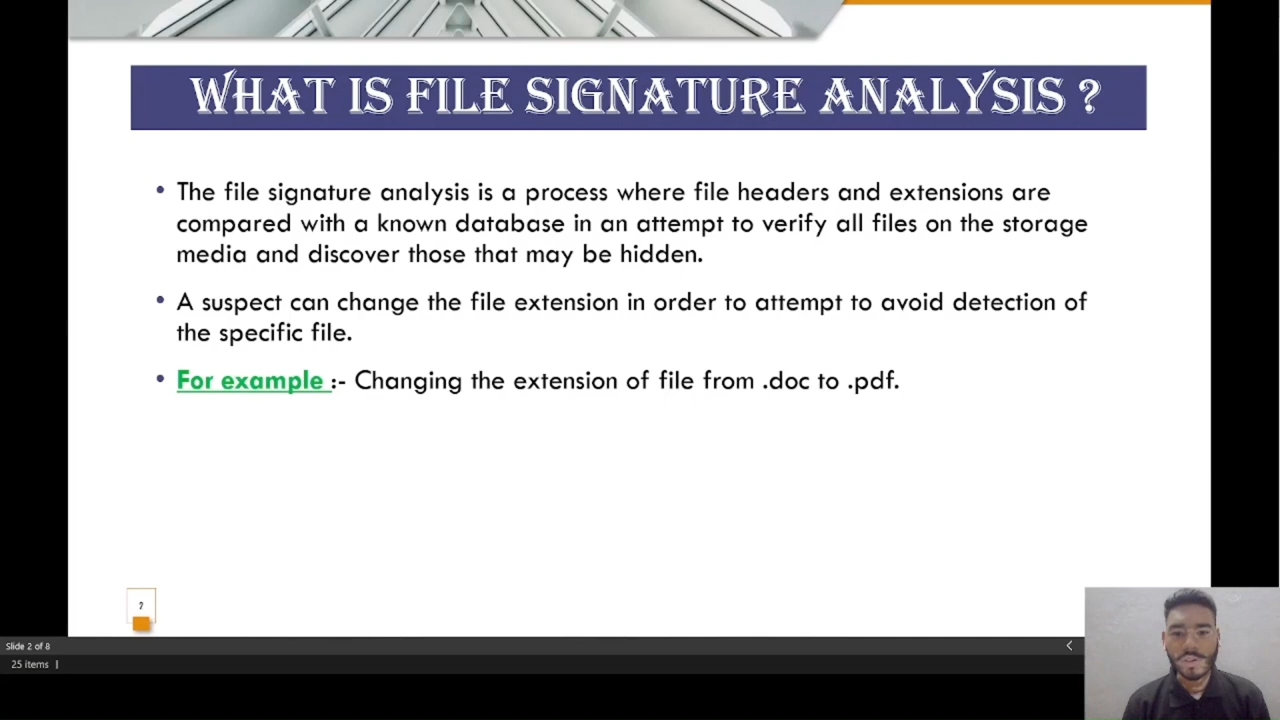 WHAT IS FILE SIGNATURE ANALYSIS ?
• The file signature analysis is a process where file headers and extensions are
compared with a known database in an attempt to verify all files on the storage
media and discover those that may be hidden.
• A suspect can change the file extension in order to attempt to avoid detection of
the specific file.
• For example :- Changing the extension of file from .doc to .pdf.
2
Slide 2 of 8
25 items